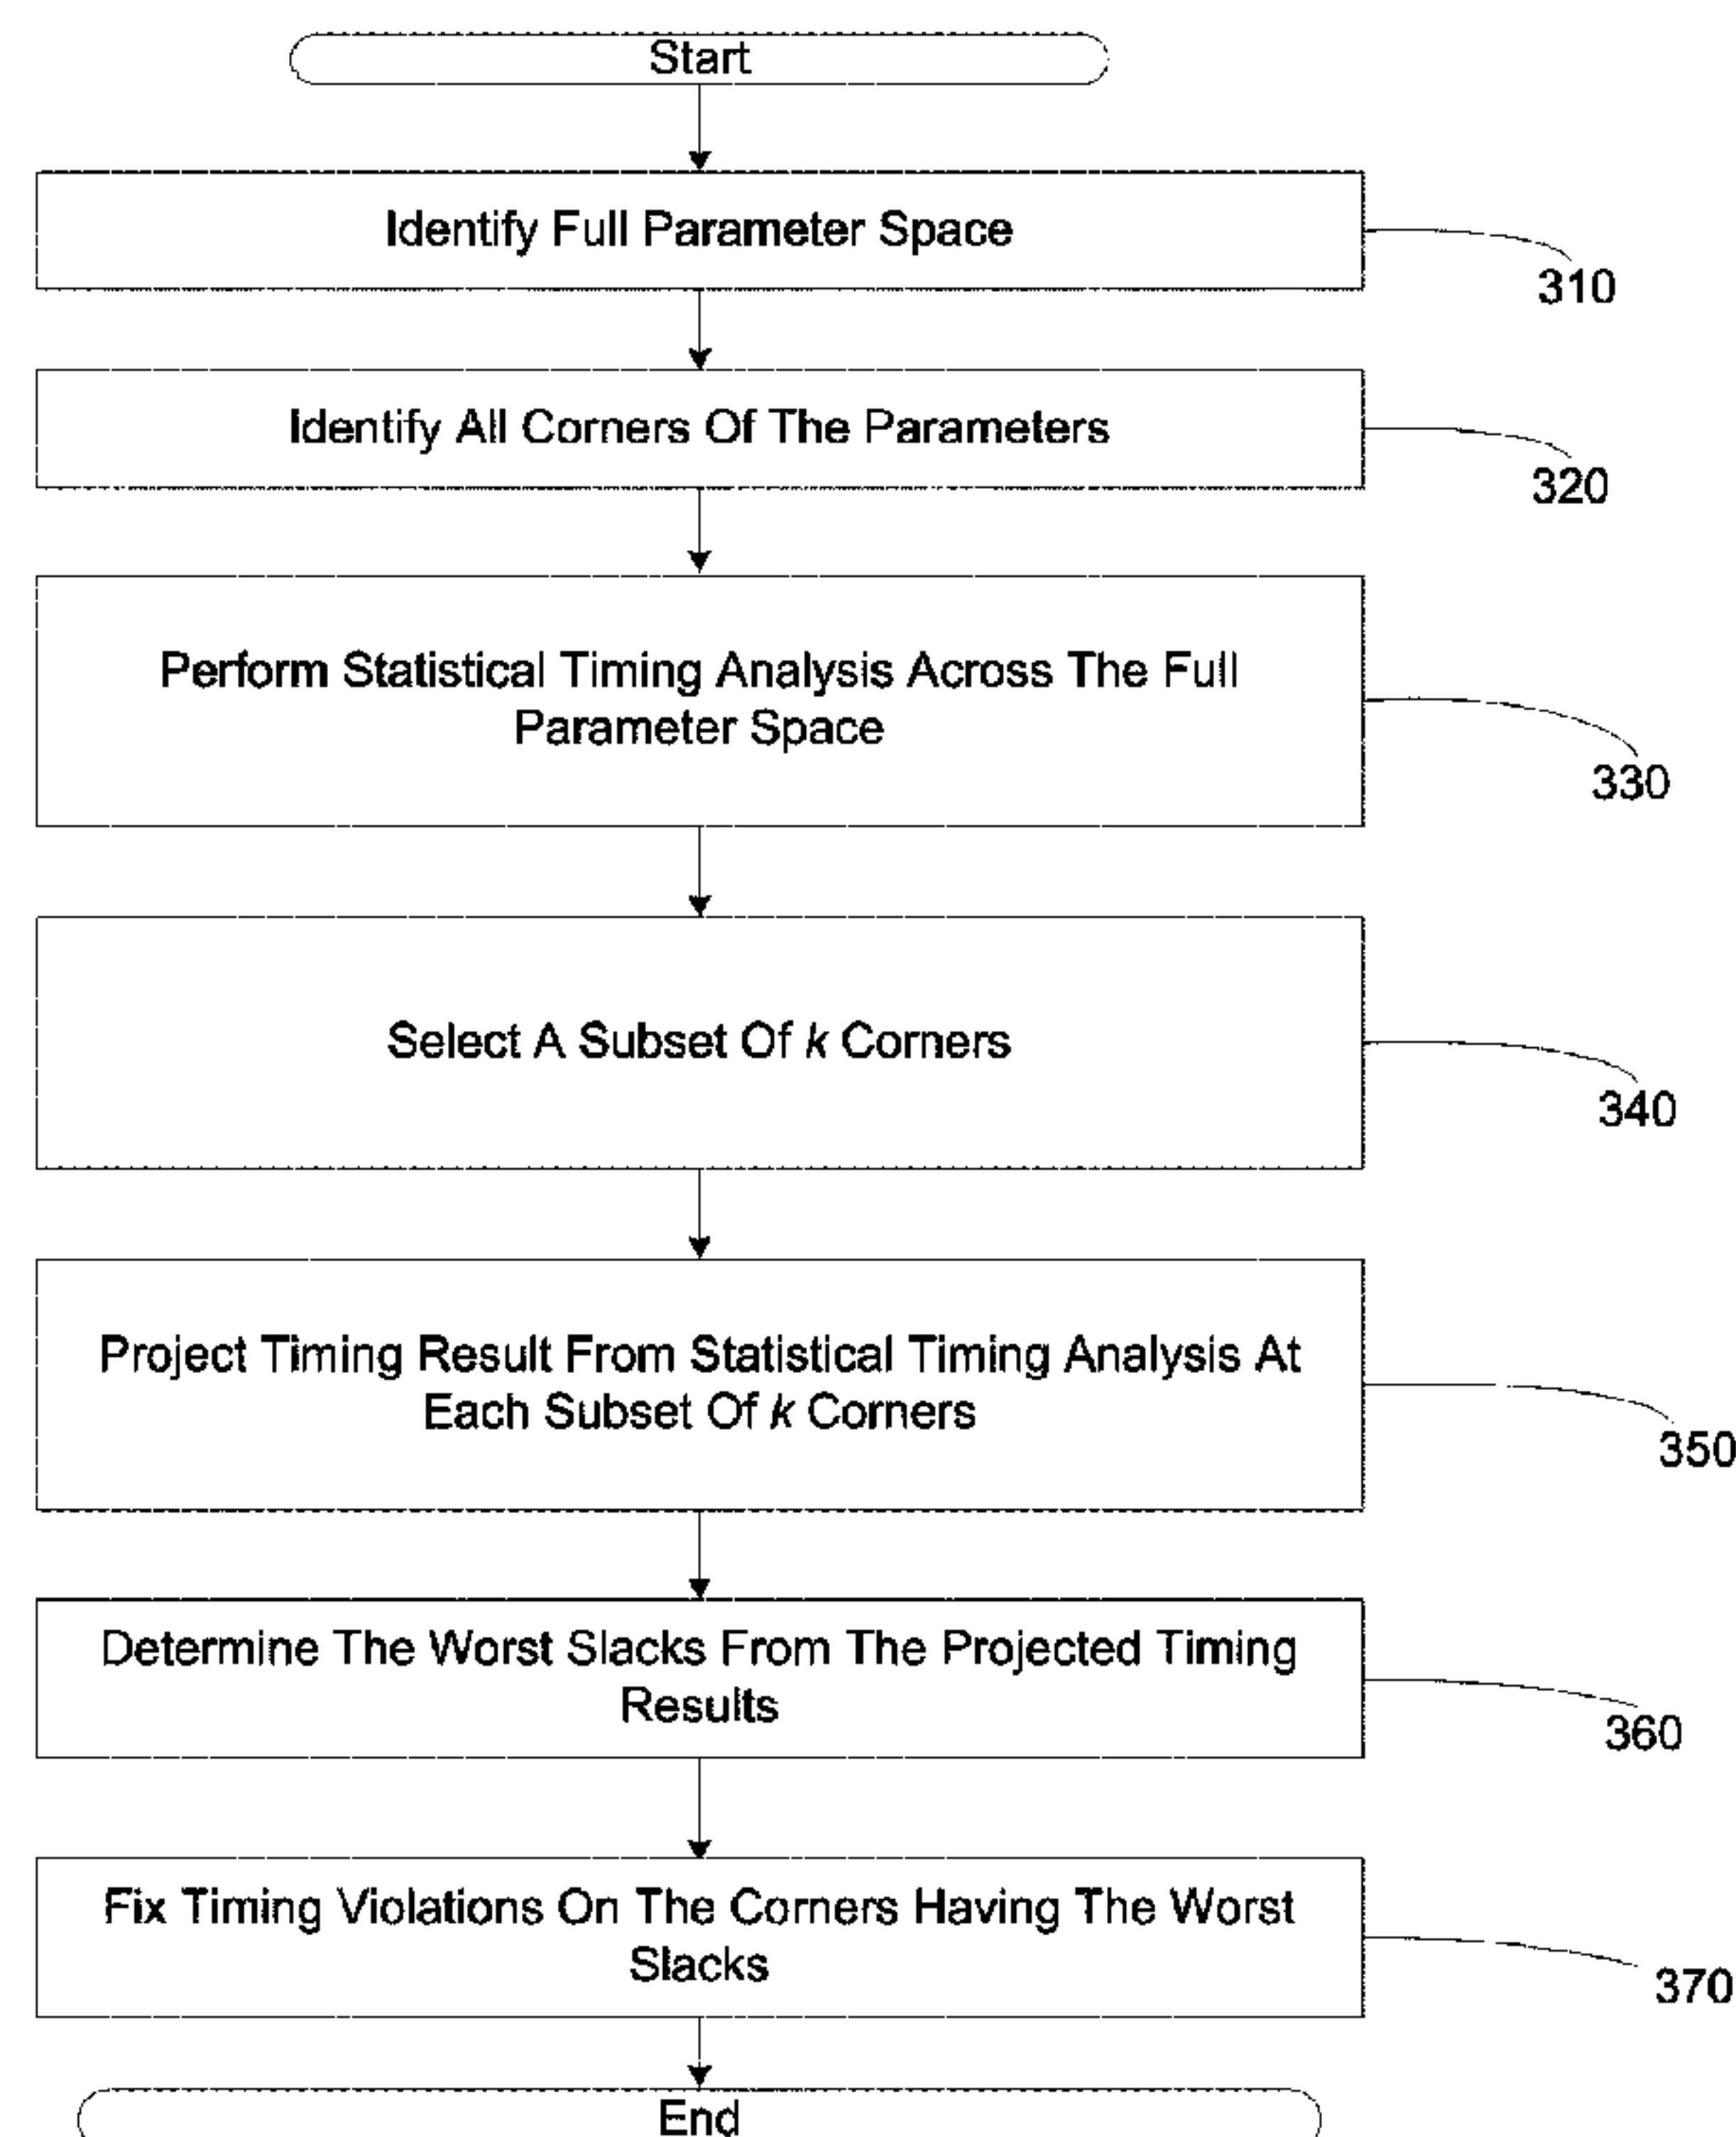 Start
Identify Full Parameter Space
310
Identify All Corners Of The Parameters
320
Perform Statistical Timing Analysis Across The Full
Parameter Space
330
Select A Subset Of k Corners
340
Project Timing Result From Statistical Timing Analysis At
Each Subset Of k Corners
350
Determine The Worst Slacks From The Projected Timing
Results
360
Fix Timing Violations On The Corners Having The Worst
Slacks
370
End